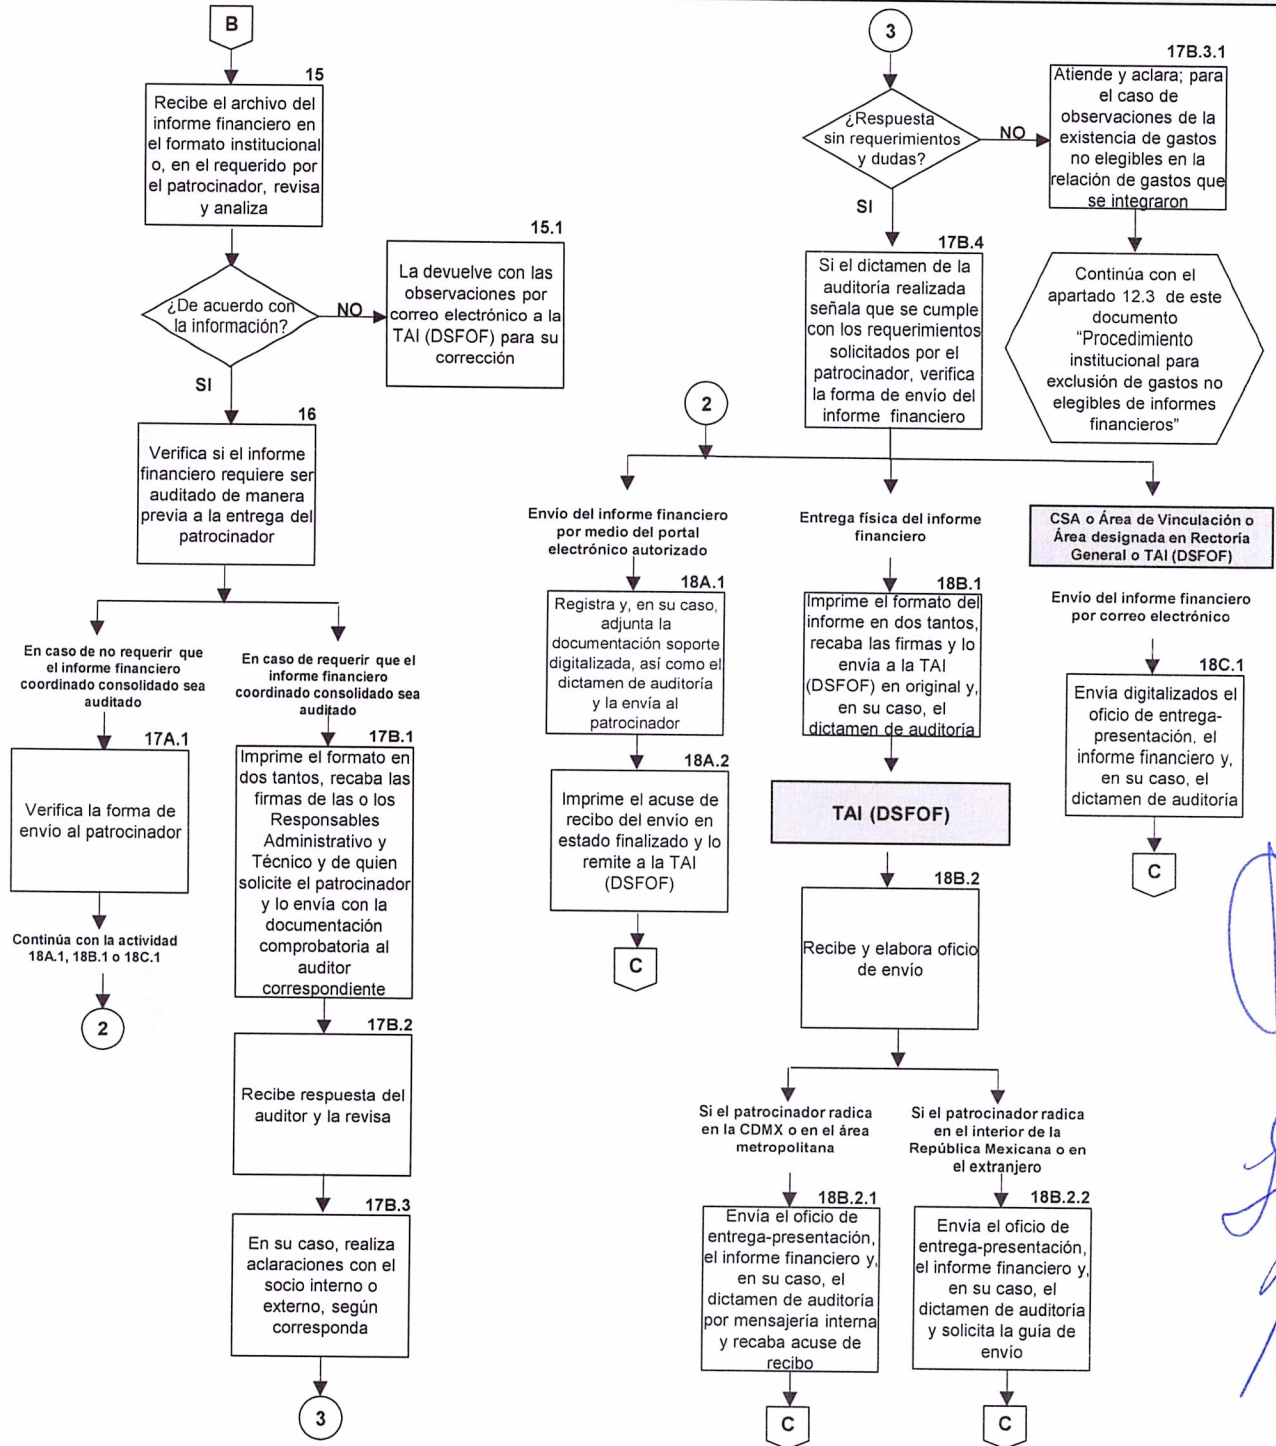 B
15
Recibe el archivo del
informe financiero en
el formato institucional
o, en el requerido por
el patrocinador, revisa
y analiza
¿De acuerdo con
la información?
NO
15.1
La devuelve con las
observaciones por
correo electrónico a la
TAI (DSFOF) para su
corrección
SI
16
Verifica si el informe
financiero requiere ser
auditado de manera
previa a la entrega del
patrocinador
En caso de no requerir que
el informe financiero
coordinado consolidado sea
auditado
17A.1
Verifica la forma de
envío al patrocinador
Continúa con la actividad
18A.1, 18B.1 o 18C.1
2
En caso de requerir que el
informe financiero
coordinado consolidado sea
auditado
17B.1
Imprime el formato en
dos tantos, recaba las
firmas de las o los
Responsables
Administrativo y
Técnico y de quien
solicite el patrocinador
y lo envía con la
documentación
comprobatoria al
auditor
correspondiente
17B.2
Recibe respuesta del
auditor y la revisa
17B.3
En su caso, realiza
aclaraciones con el
socio interno o
externo, según
corresponda
3
3
¿Respuesta
sin requerimientos
y dudas?
NO
17B.3.1
Atiende y aclara; para
el caso de
observaciones de la
existencia de gastos
no elegibles en la
relación de gastos que
se integraron
Continúa con el
apartado 12.3 de este
documento
“Procedimiento
institucional para
exclusión de gastos no
elegibles de informes
financieros”
SI
17B.4
Si el dictamen de la
auditoría realizada
señala que se cumple
con los requerimientos
solicitados por el
patrocinador, verifica
la forma de envío del
informe financiero
2
Envío del informe financiero
por medio del portal
electrónico autorizado
18A.1
Registra y, en su caso,
adjunta la
documentación soporte
digitalizada, así como el
dictamen de auditoría
y la envía al
patrocinador
18A.2
Imprime el acuse de
recibo del envío en
estado finalizado y lo
remite a la TAI
(DSFOF)
C
Entrega física del informe
financiero
18B.1
Imprime el formato del
informe en dos tantos,
recaba las firmas y lo
envía a la TAI
(DSFOF) en original y,
en su caso, el
dictamen de auditoría
TAI (DSFOF)
18B.2
Recibe y elabora oficio
de envío
Si el patrocinador radica
en la CDMX o en el área
metropolitana
18B.2.1
Envía el oficio de
entrega-presentación,
el informe financiero y,
en su caso, el
dictamen de auditoría
por mensajería interna
y recaba acuse de
recibo
C
Si el patrocinador radica
en el interior de la
República Mexicana o en
el extranjero
18B.2.2
Envía el oficio de
entrega-presentación,
el informe financiero y,
en su caso, el
dictamen de auditoría
y solicita la guía de
envío
C
CSA o Área de Vinculación o
Área designada en Rectoría
General o TAI (DSFOF)
Envío del informe financiero
por correo electrónico
18C.1
Envía digitalizados el
oficio de entrega-
presentación, el
informe financiero y,
en su caso, el
dictamen de auditoría
C